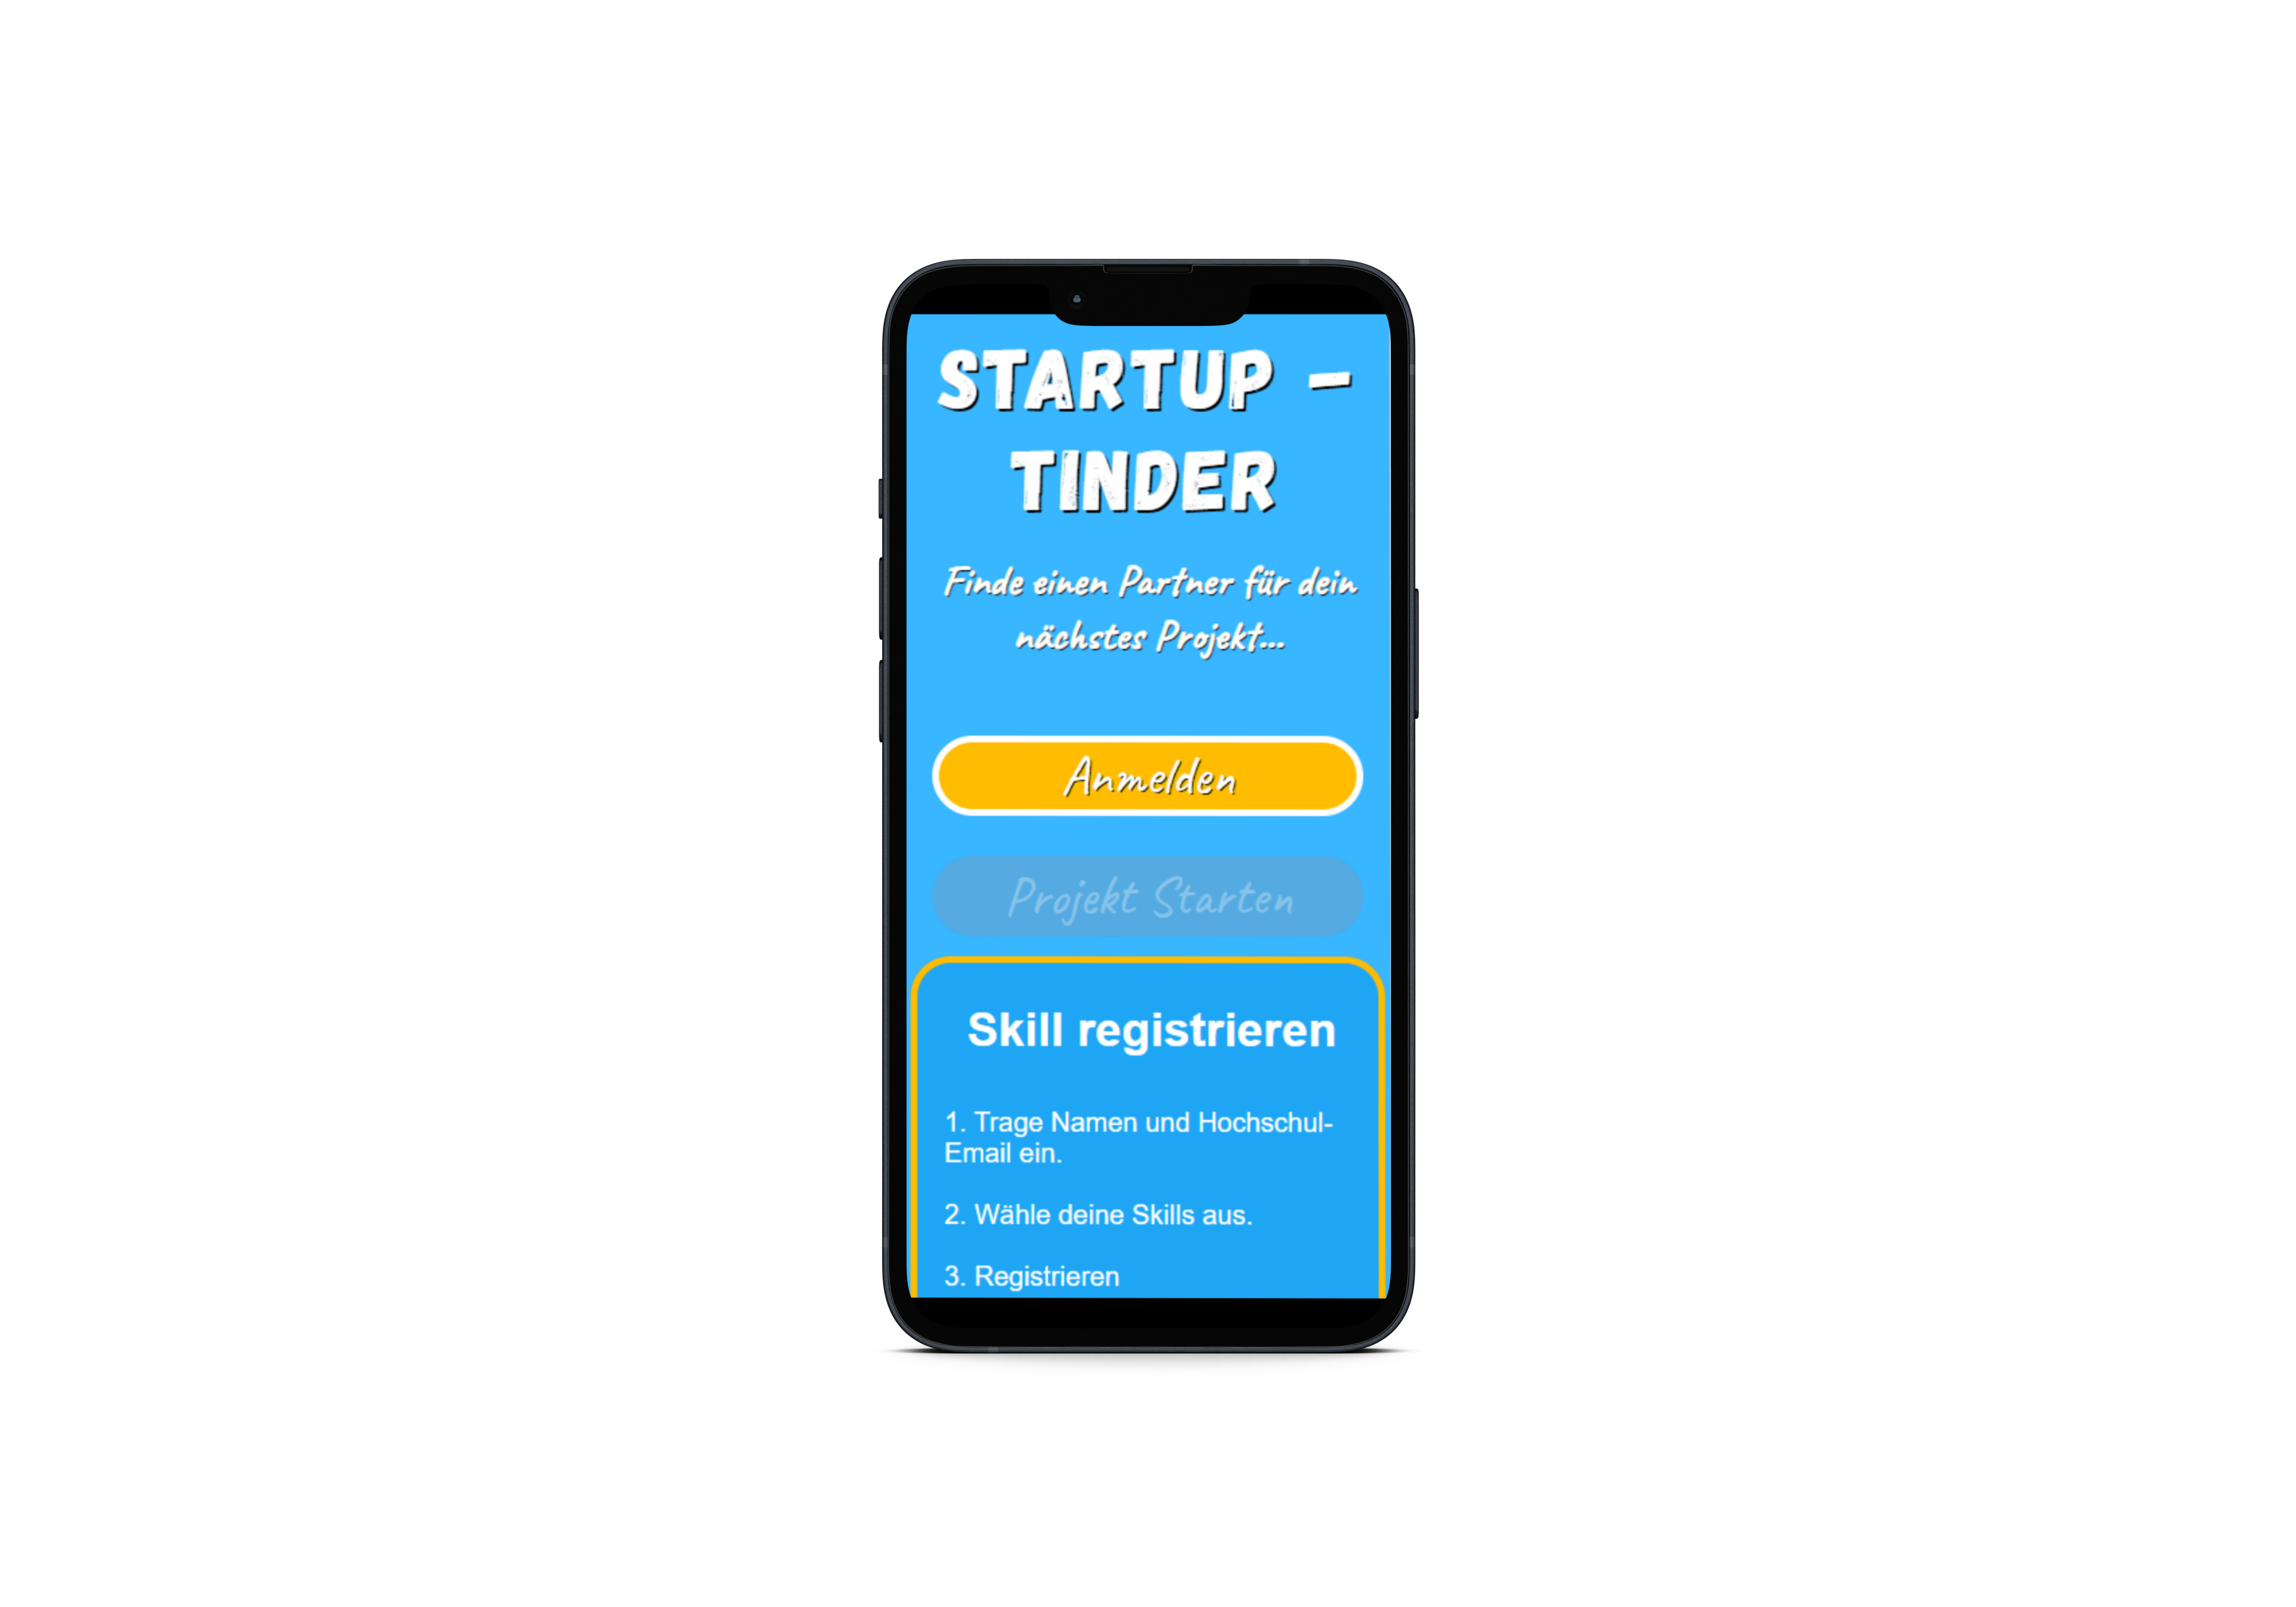 STARTUP -
TINDER
Finde einen Partner für dein
nächstes Projekt...
Anmelden
Projekt Starten
Skill registrieren
1. Trage Namen und Hochschul-
Email ein.
2. Wähle deine Skills aus.
3. Registrieren